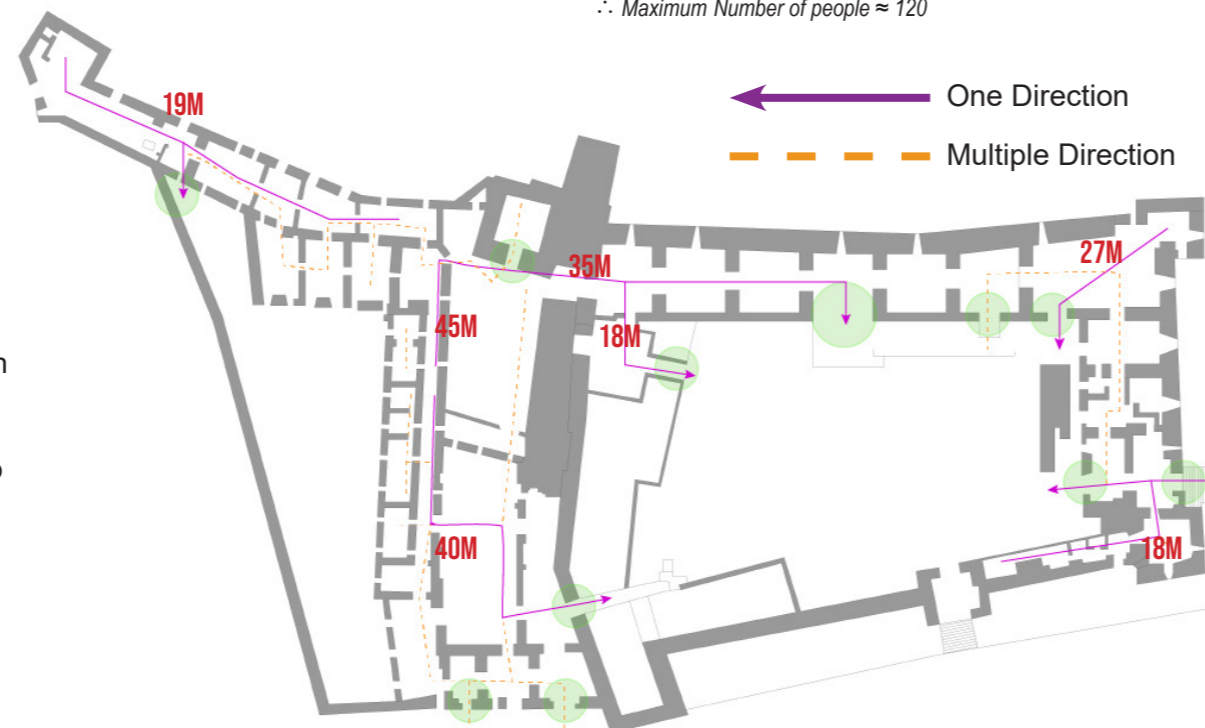 ∴ Maximum Number of people ≈ 120
One Direction
Multiple Direction
19M
35M
27M
45M
18M
40M
18M